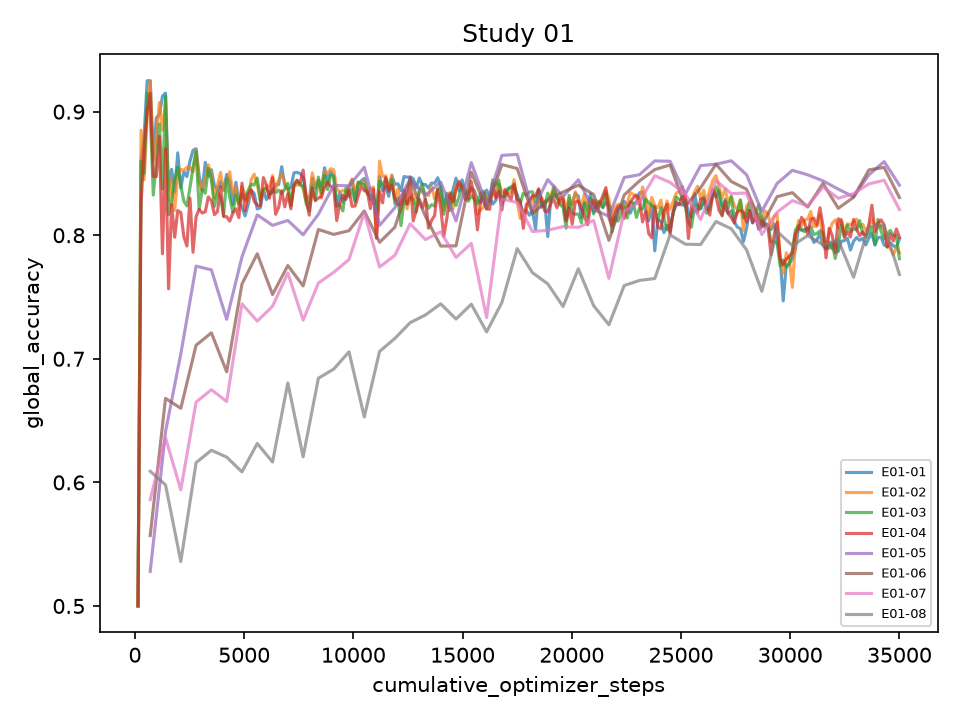 Study 01
global_accuracy
0.9
0.8
0.7
0.6
0.5
0 5000 10000 15000 20000 25000 30000 35000
cumulative_optimizer_steps
E01-01
E01-02
E01-03
E01-04
E01-05
E01-06
E01-07
E01-08